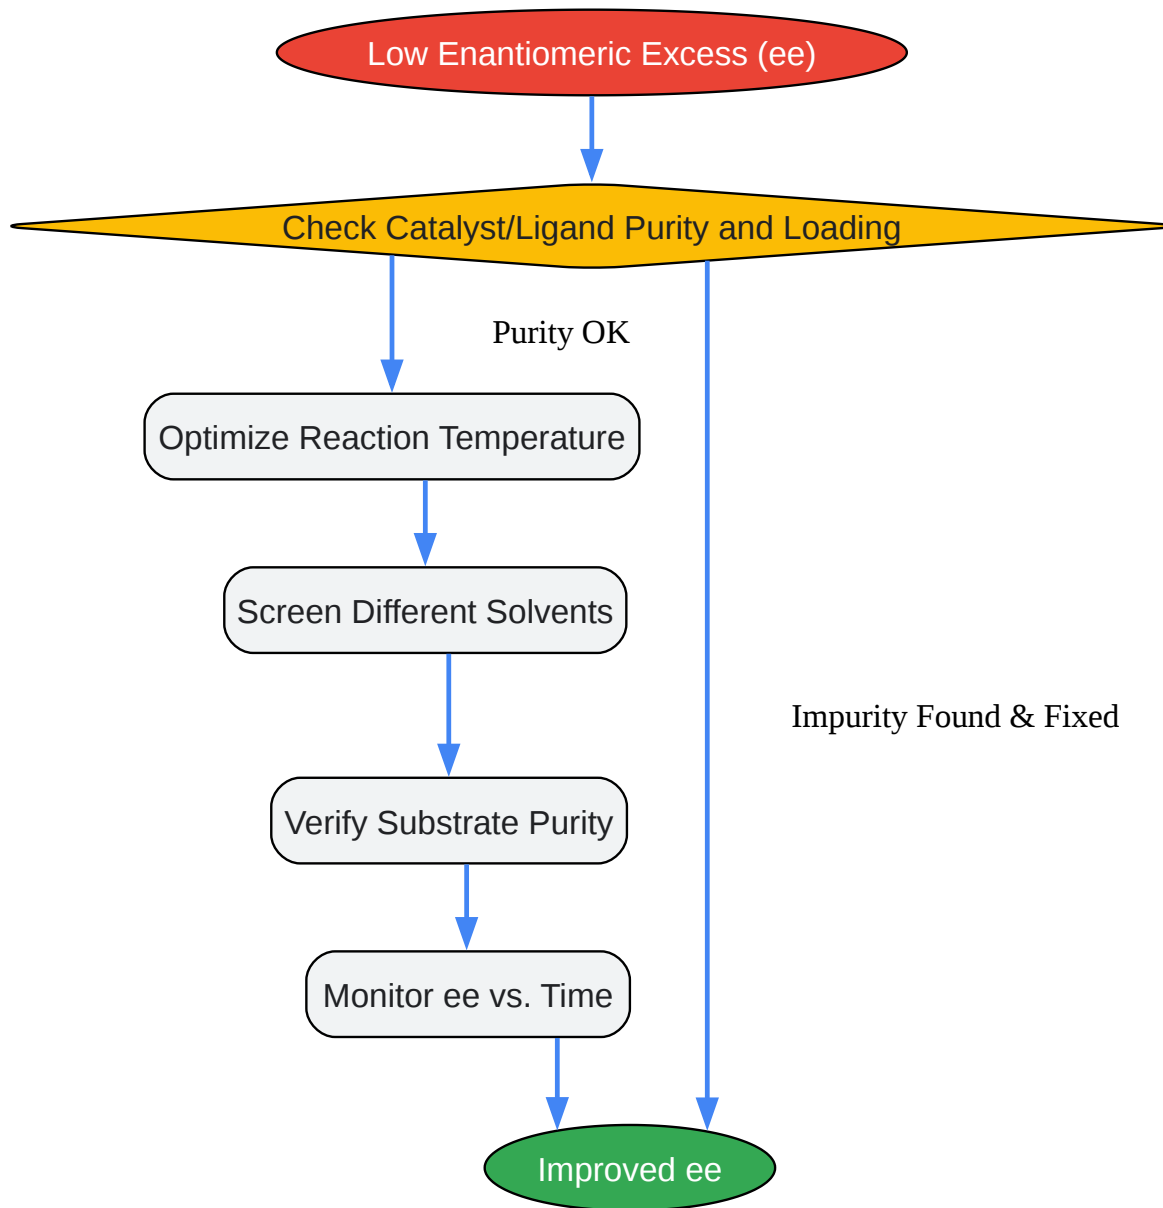 Low Enantiomeric Excess (ee)
Check Catalyst/Ligand Purity and Loading
Purity OK
Optimize Reaction Temperature
Screen Different Solvents
Impurity Found & Fixed
Verify Substrate Purity
Monitor ee vs. Time
Improved ee